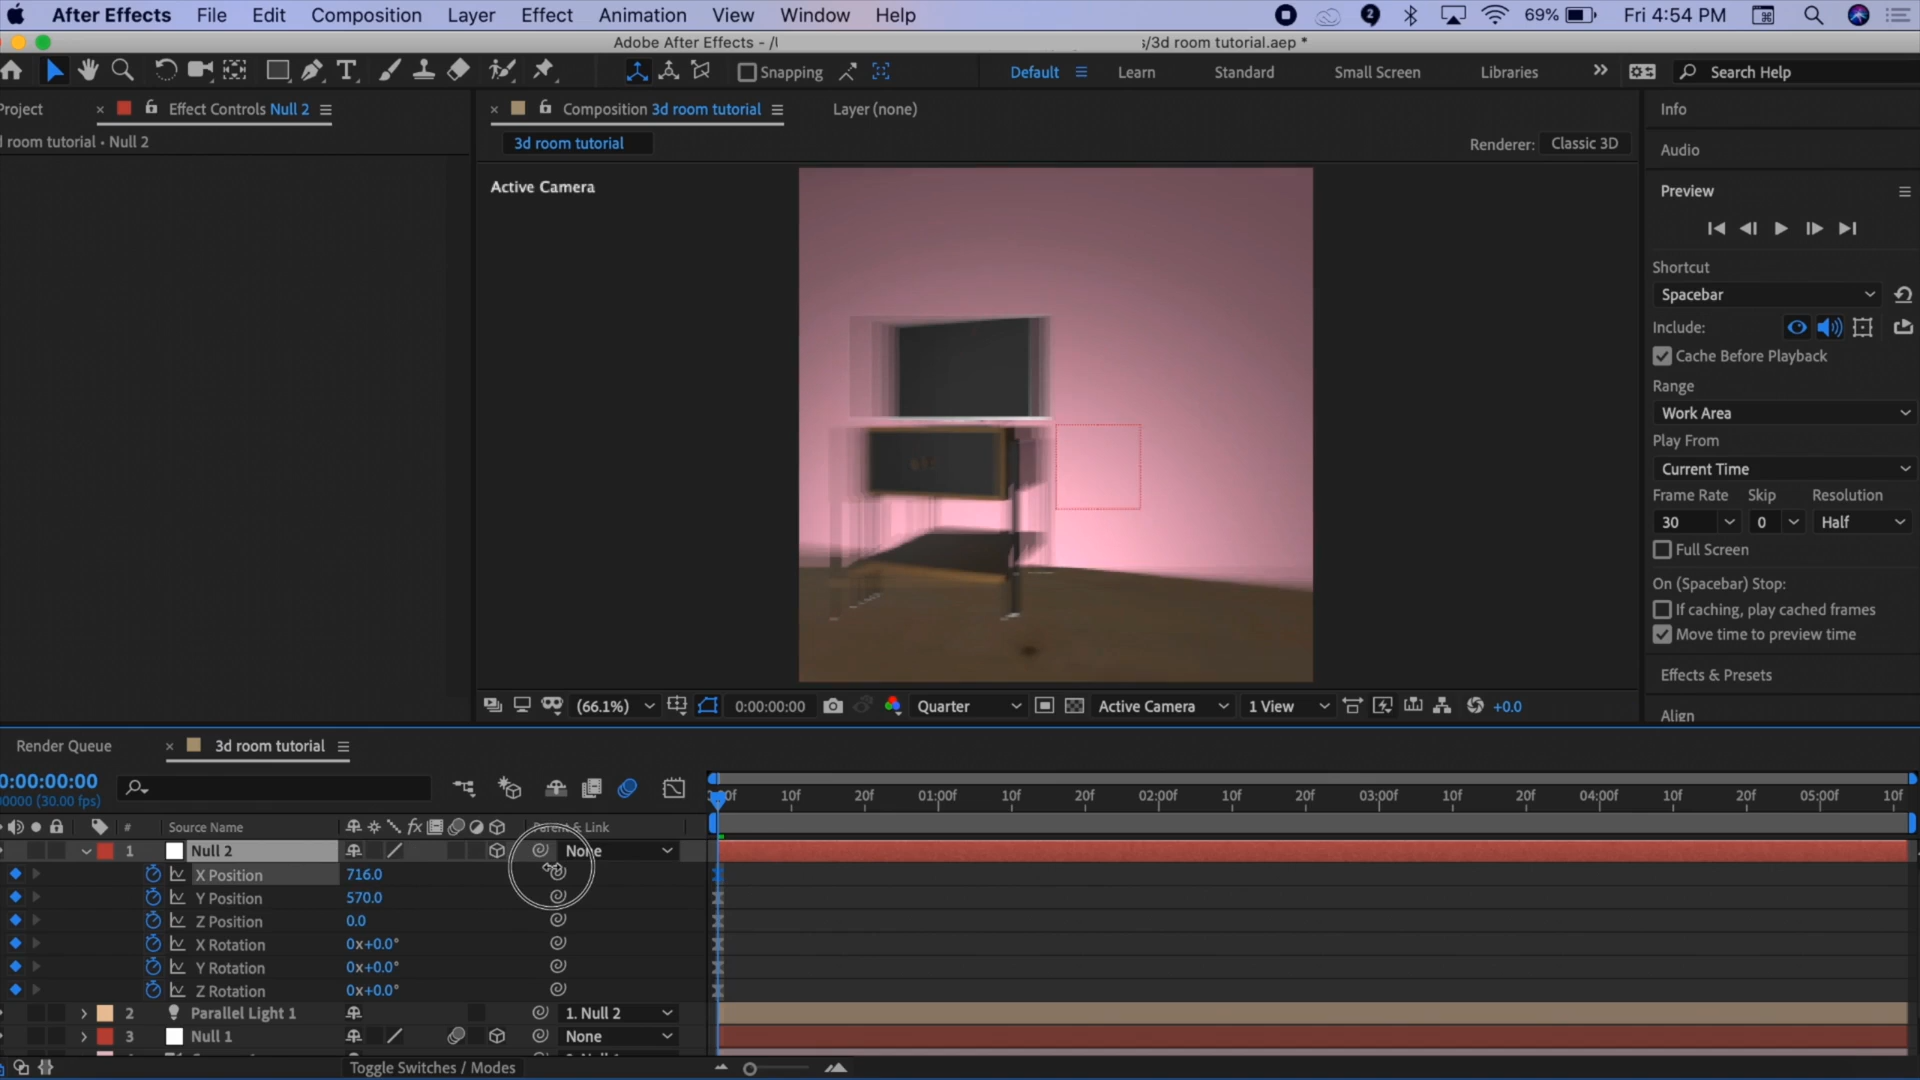 After Effects File Edit Composition Layer Effect Animation View Window Help 2 69% Fri 4:54 PM
Adobe After Effects - /
s/3d room tutorial.aep *
Snapping Default Learn Standard Small Screen Libraries Search Help
roject Effect Controls Null 2 Composition 3d room tutorial Layer (none) Info
room tutorial • Null 2 3d room tutorial Renderer: Classic 3D Audio
Active Camera
Preview
Shortcut
Spacebar
Include:
Cache Before Playback
Range
Work Area
Play From
Current Time
Frame Rate Skip Resolution
30 0 Half
Full Screen
On (Spacebar) Stop:
If caching, play cached frames
Move time to preview time
Effects & Presets
Align
(66.1%) 0:00:00:00 Quarter Active Camera 1 View +0.0
Render Queue 3d room tutorial
0:00:00:00
00000 (30.00 fps)
10f 20f 01:00f 10f 20f 02:00f 10f 20f 03:00f 10f 20f 04:00f 10f 20f 05:00f 10f
# Source Name fx Parent & Link
1 Null 2 None
X Position 716.0
Y Position 570.0
Z Position 0.0
X Rotation 0x+0.0°
Y Rotation 0x+0.0°
Z Rotation 0x+0.0°
2 Parallel Light 1 1. Null 2
3 Null 1 None
Toggle Switches / Modes